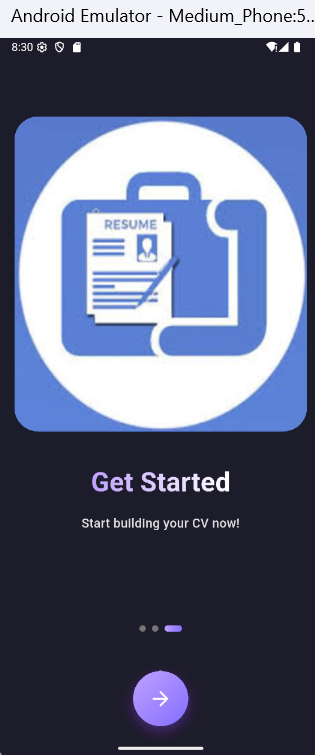 Android Emulator - Medium_Phone:5...
8:30
RESUME
Get Started
Start building your CV now!